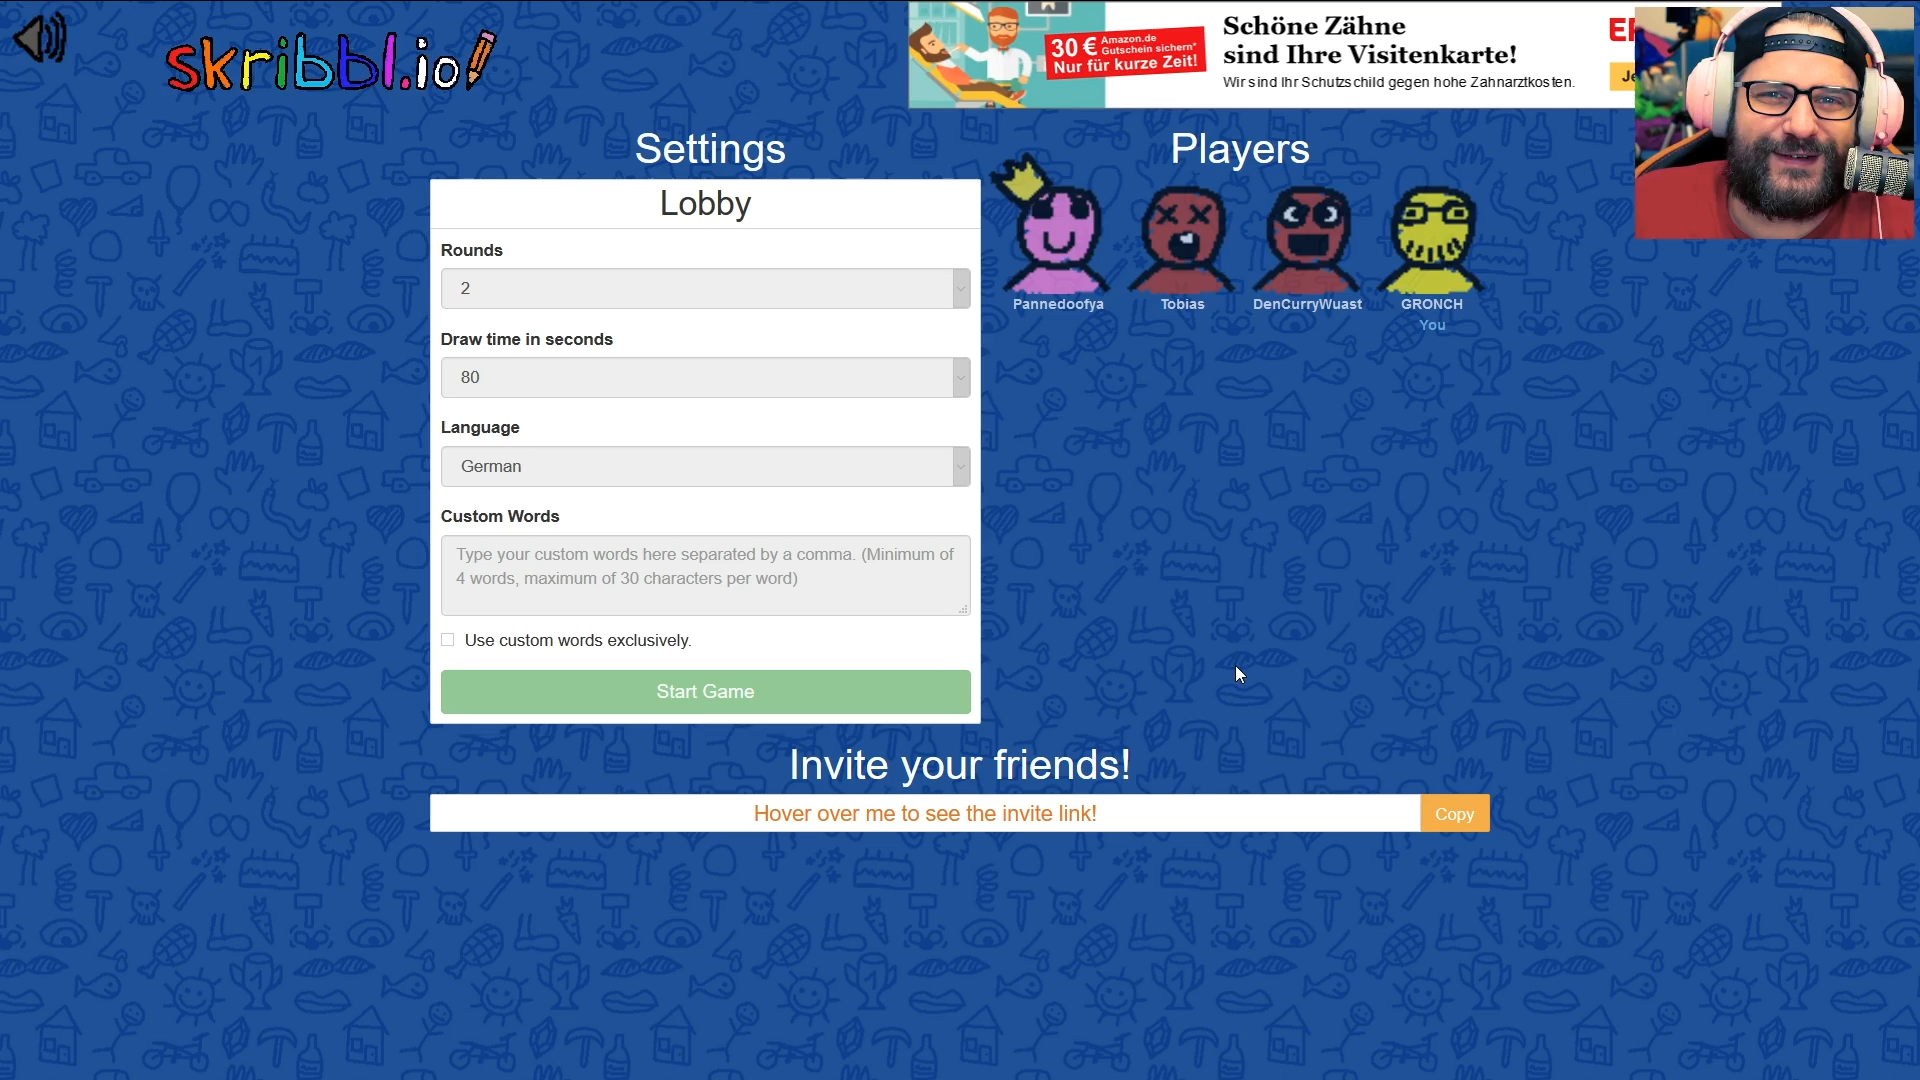 skribbl.io
30 € Amazon.de
Gutschein sichern*
Nur für kurze Zeit!
Schöne Zähne
sind Ihre Visitenkarte!
Wir sind Ihr Schutzschild gegen hohe Zahnarztkosten.
Settings
Players
Lobby
Rounds
2
Draw time in seconds
80
Language
German
Custom Words
Type your custom words here separated by a comma. (Minimum of
4 words, maximum of 30 characters per word)
Use custom words exclusively.
Start Game
Pannedoofya
Tobias
DenCurryWuast
GRONCH
You
Invite your friends!
Hover over me to see the invite link!
Copy